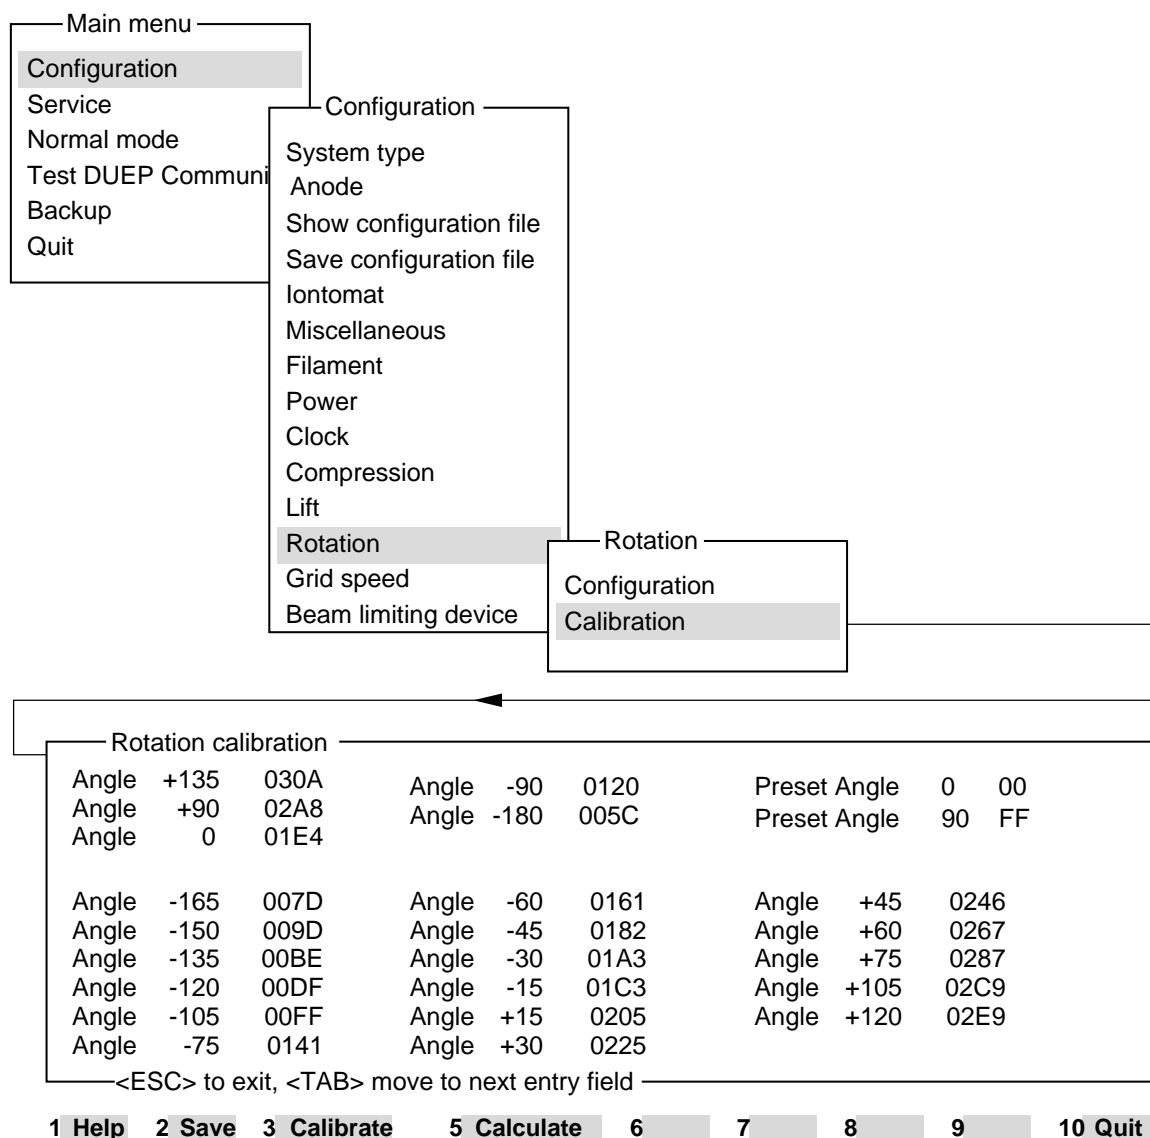 Main menu
Configuration
Service
Normal mode
Test DUEP Communi
Backup
Quit
Configuration
System type
Anode
Show configuration file
Save configuration file
Iontomat
Miscellaneous
Filament
Power
Clock
Compression
Lift
Rotation
Grid speed
Beam limiting device
Rotation
Configuration
Calibration
Rotation calibration
Angle +135 030A Angle -90 0120 Preset Angle 0 00
Angle +90 02A8 Angle -180 005C Preset Angle 90 FF
Angle 0 01E4
Angle -165 007D Angle -60 0161 Angle +45 0246
Angle -150 009D Angle -45 0182 Angle +60 0267
Angle -135 00BE Angle -30 01A3 Angle +75 0287
Angle -120 00DF Angle -15 01C3 Angle +105 02C9
Angle -105 00FF Angle +15 0205 Angle +120 02E9
Angle -75 0141 Angle +30 0225
<ESC> to exit, <TAB> move to next entry field
1 Help 2 Save 3 Calibrate 5 Calculate 6 7 8 9 10 Quit